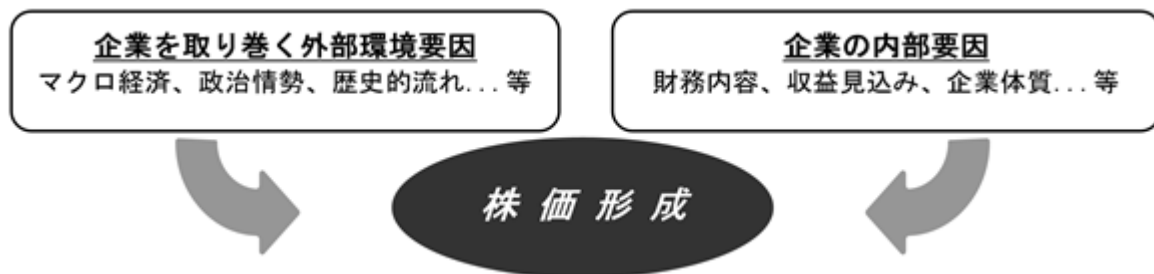 企業を取り巻く外部環境要因
マクロ経済、政治情勢、歴史的流れ...等
企業の内部要因
財務内容、収益見込み、企業体質...等
株価形成